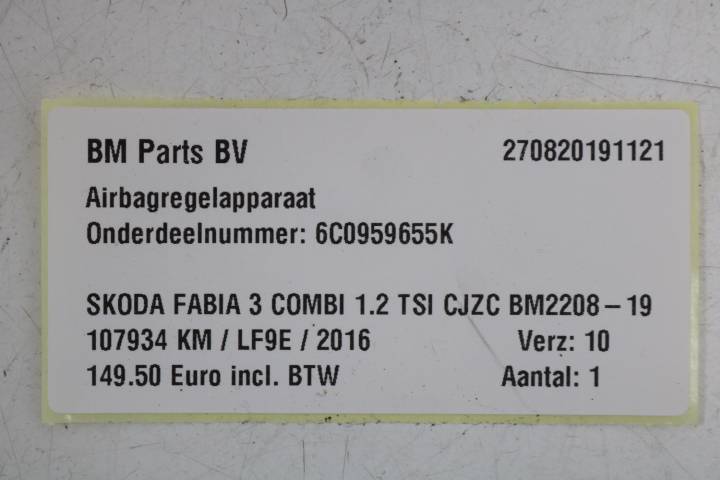 BM Parts BV 270820191121
Airbagregelapparaat
Onderdeelnummer: 6C0959655K
SKODA FABIA 3 COMBI 1.2 TSI CJZC BM2208-19
107934 KM / LF9E / 2016 Verz: 10
149.50 Euro incl. BTW Aantal: 1